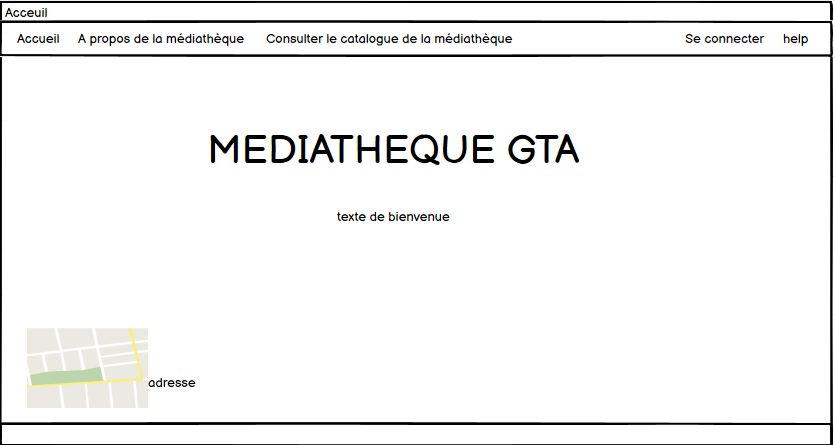 Acceuil
Accueil A propos de la médiathèque Consulter le catalogue de la médiathèque Se connecter help
MEDIATHEQUE GTA
texte de bienvenue
adresse